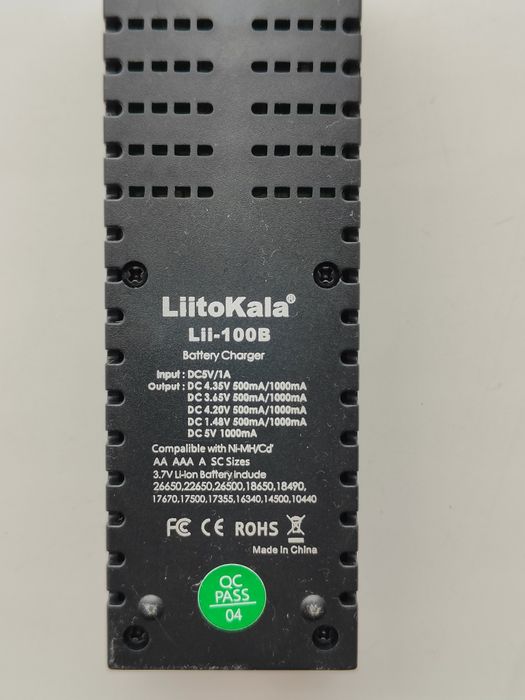 LiitoKala®
Lii-100B
Battery Charger
Input : DC5V/1A
Output : DC 4.35V 500mA/1000mA
DC 3.65V 500mA/1000mA
DC 4.20V 500mA/1000mA
DC 1.48V 500mA/1000mA
DC 5V 1000mA
Compalible with Ni-MH/Cd'
AA AAA A SC Sizes
3.7V Li-Ion Battery include
26650,22650,26500,18650,18490,
17670,17500,17355,16340,14500,10440
FC CE ROHS
Made In China
QC
PASS
04